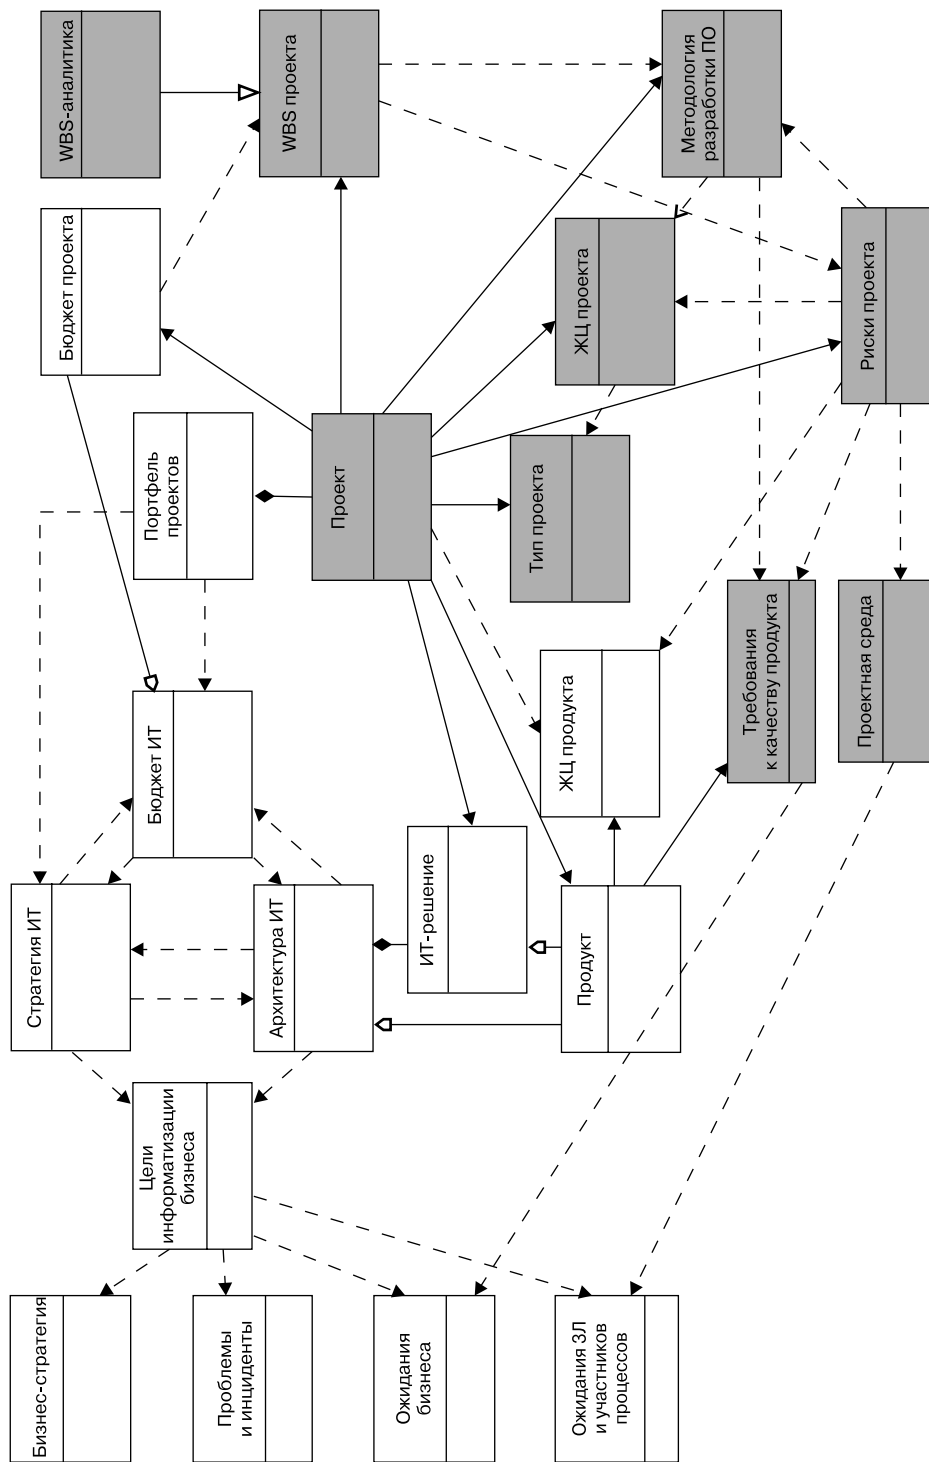 WBS-аналитика
WBS проекта
Методология
разработки ПО
Бюджет проекта
ЖЦ проекта
Риски проекта
Портфель
проектов
Проект
Тип проекта
Бюджет ИТ
ЖЦ продукта
Требования
к качеству продукта
Проектная среда
Стратегия ИТ
Архитектура ИТ
ИТ-решение
Продукт
Цели
информатизации
бизнеса
Бизнес-стратегия
Проблемы
и инциденты
Ожидания
бизнеса
Ожидания ЗЛ
и участников
процессов